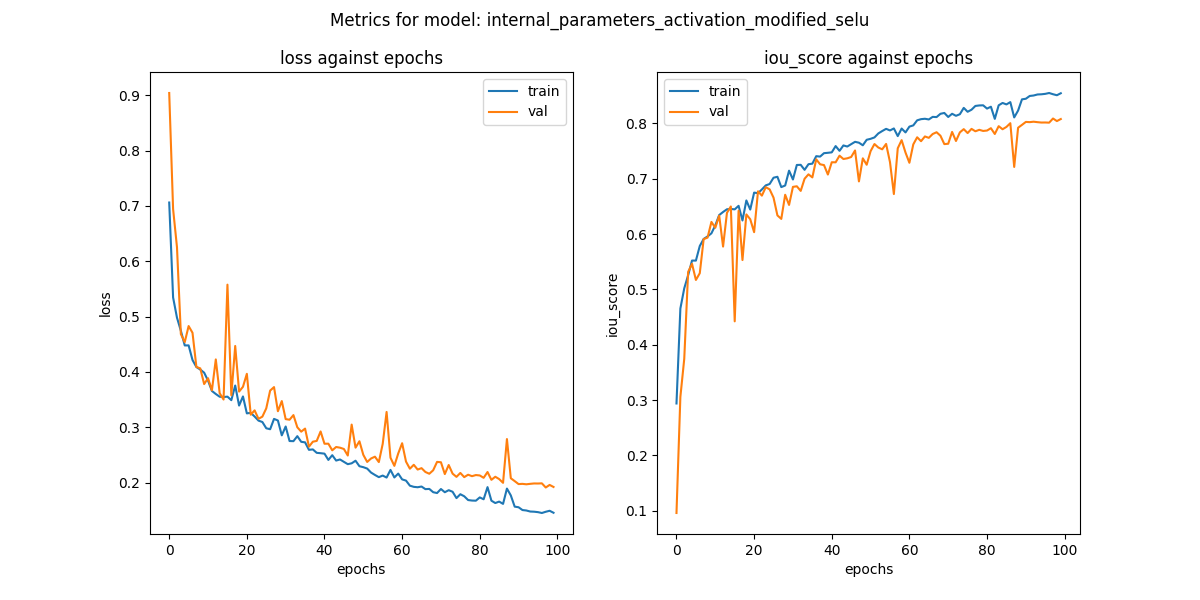 Metrics for model: internal_parameters_activation_modified_selu
loss against epochs
train
val
0.9
0.8
0.7
0.6
0.5
0.4
0.3
0.2
loss
0
20
40
60
80
100
epochs
iou_score against epochs
train
val
0.8
0.7
0.6
0.5
0.4
0.3
0.2
0.1
iou_score
0
20
40
60
80
100
epochs